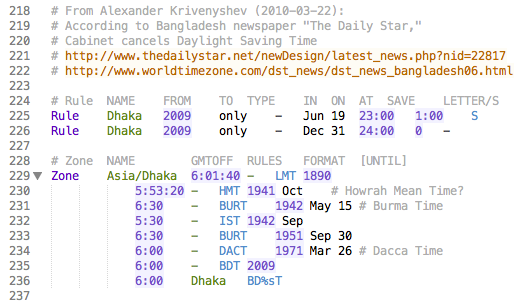 218 # From Alexander Krivenyshev (2010-03-22):
219 # According to Bangladesh newspaper "The Daily Star,"
220 # Cabinet cancels Daylight Saving Time
221 # http://www.thedailystar.net/newDesign/latest_news.php?nid=22817
222 # http://www.worldtimezone.com/dst_news/dst_news_bangladesh06.html
223
224 # Rule NAME FROM TO TYPE IN ON AT SAVE LETTER/S
225 Rule Dhaka 2009 only - Jun 19 23:00 1:00 S
226 Rule Dhaka 2009 only - Dec 31 24:00 0 -
227
228 # Zone NAME GMTOFF RULES FORMAT [UNTIL]
229 Zone Asia/Dhaka 6:01:40 - LMT 1890
230 5:53:20 - HMT 1941 Oct # Howrah Mean Time?
231 6:30 - BURT 1942 May 15 # Burma Time
232 5:30 - IST 1942 Sep
233 6:30 - BURT 1951 Sep 30
234 6:00 - DACT 1971 Mar 26 # Dacca Time
235 6:00 - BDT 2009
236 6:00 Dhaka BD%sT
237